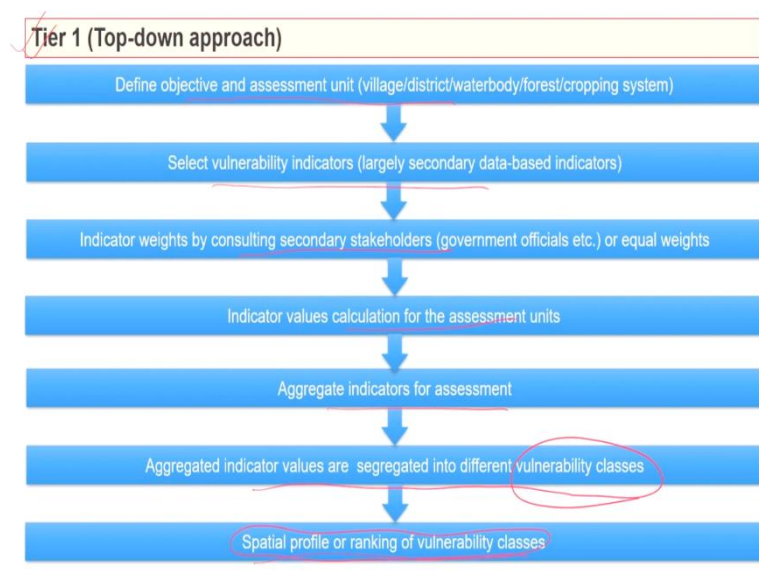 Tier 1 (Top-down approach)
Define objective and assessment unit (village/district/waterbody/forest/cropping system)
Select vulnerability indicators (largely secondary data-based indicators)
Indicator weights by consulting secondary stakeholders (government officials etc.) or equal weights
Indicator values calculation for the assessment units
Aggregate indicators for assessment
Aggregated indicator values are segregated into different vulnerability classes
Spatial profile or ranking of vulnerability classes